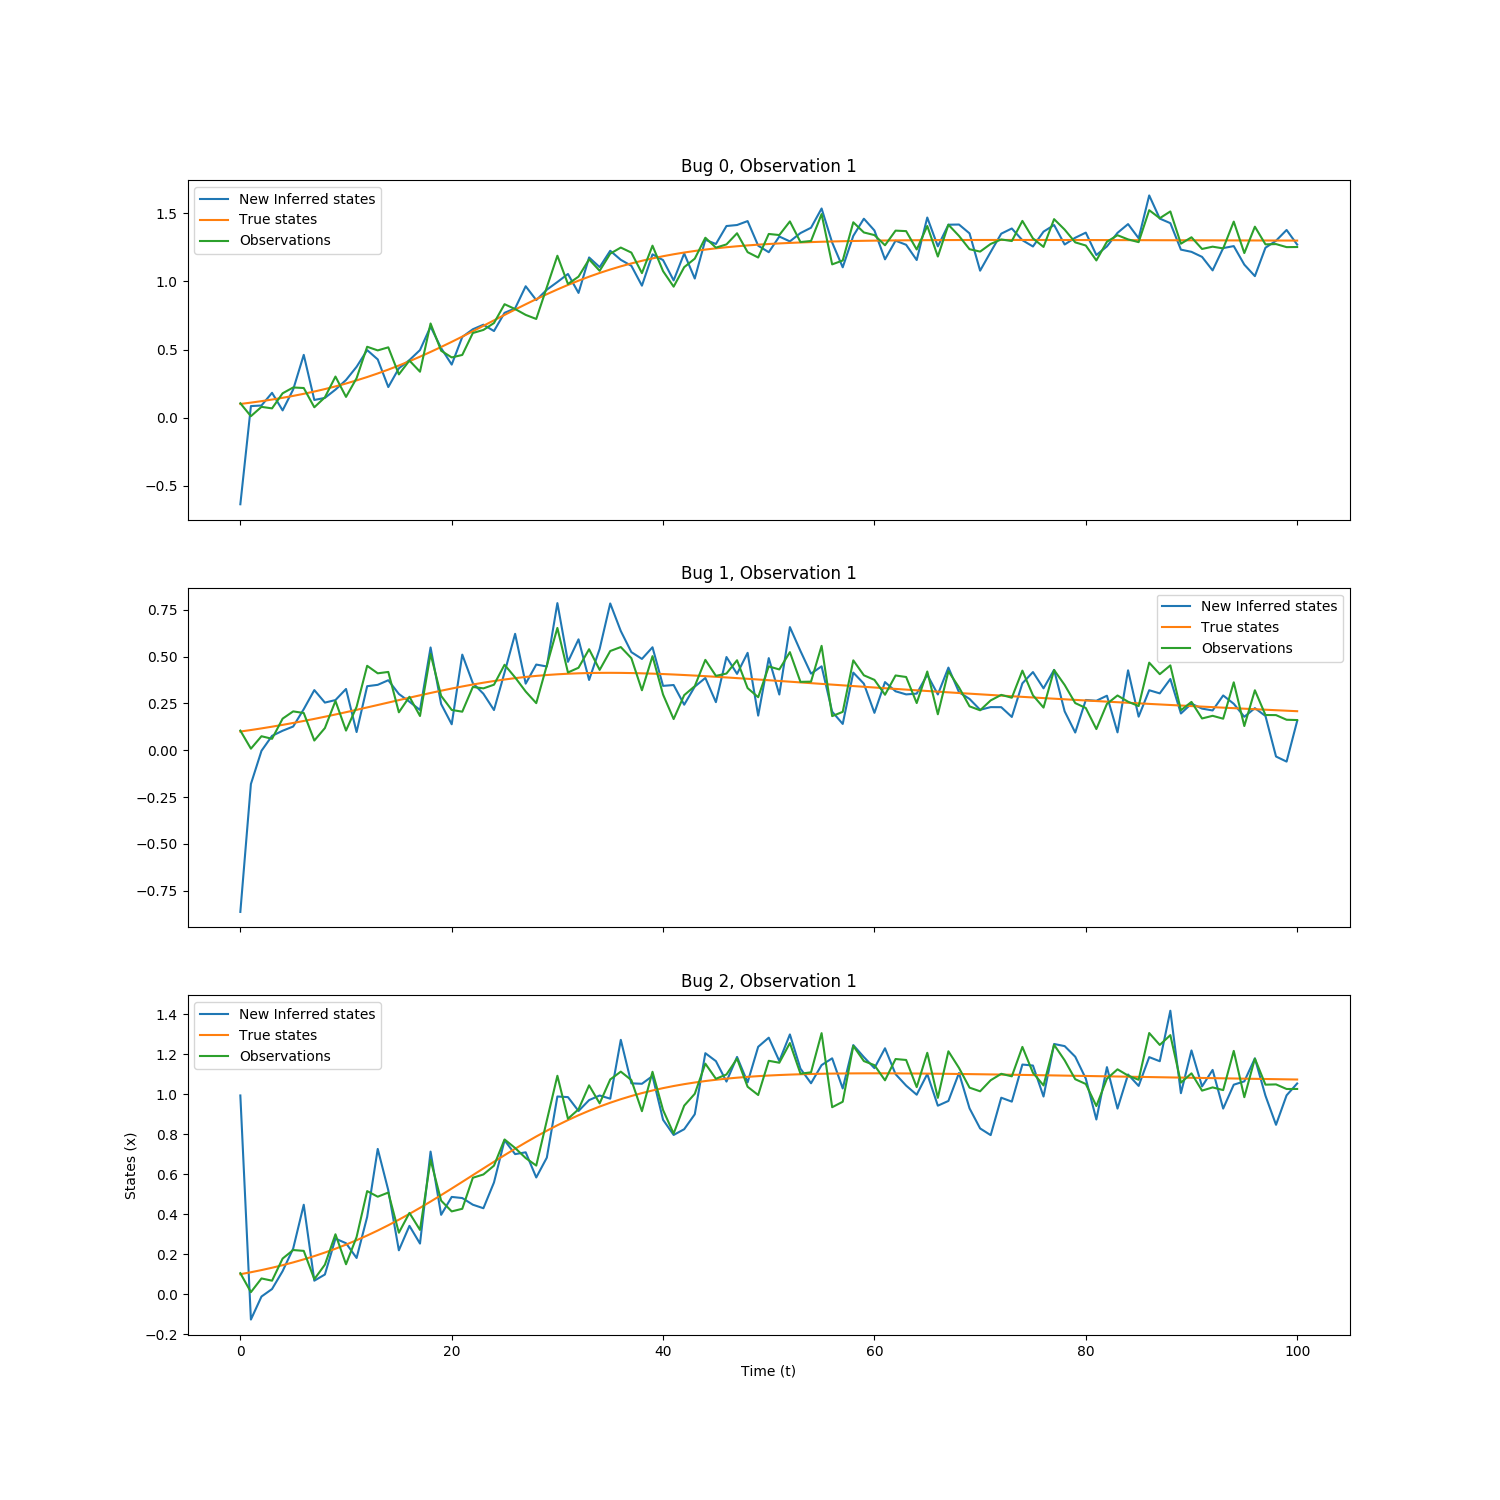 Bug 0, Observation 1
New Inferred states
True states
Observations
1.5
1.0
0.5
0.0
−0.5
Bug 1, Observation 1
New Inferred states
True states
Observations
0.75
0.50
0.25
0.00
−0.25
−0.50
−0.75
Bug 2, Observation 1
New Inferred states
True states
Observations
1.4
1.2
1.0
0.8
0.6
0.4
0.2
0.0
−0.2
States (x)
0 20 40 60 80 100
Time (t)